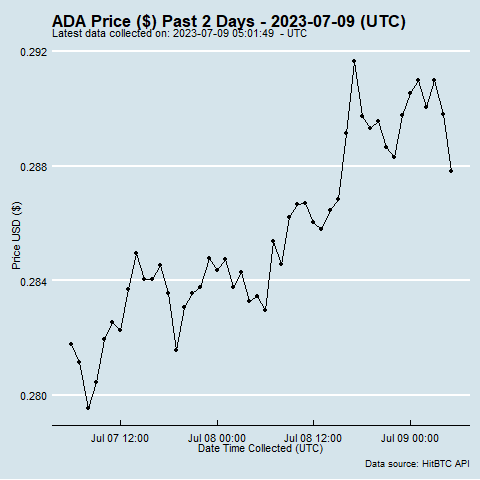 ADA Price ($) Past 2 Days - 2023-07-09 (UTC)
Latest data collected on: 2023-07-09 05:01:49 - UTC
0.292
0.288
0.284
0.280
Price USD ($)
Jul 07 12:00 Jul 08 00:00 Jul 08 12:00 Jul 09 00:00
Date Time Collected (UTC)
Data source: HitBTC API